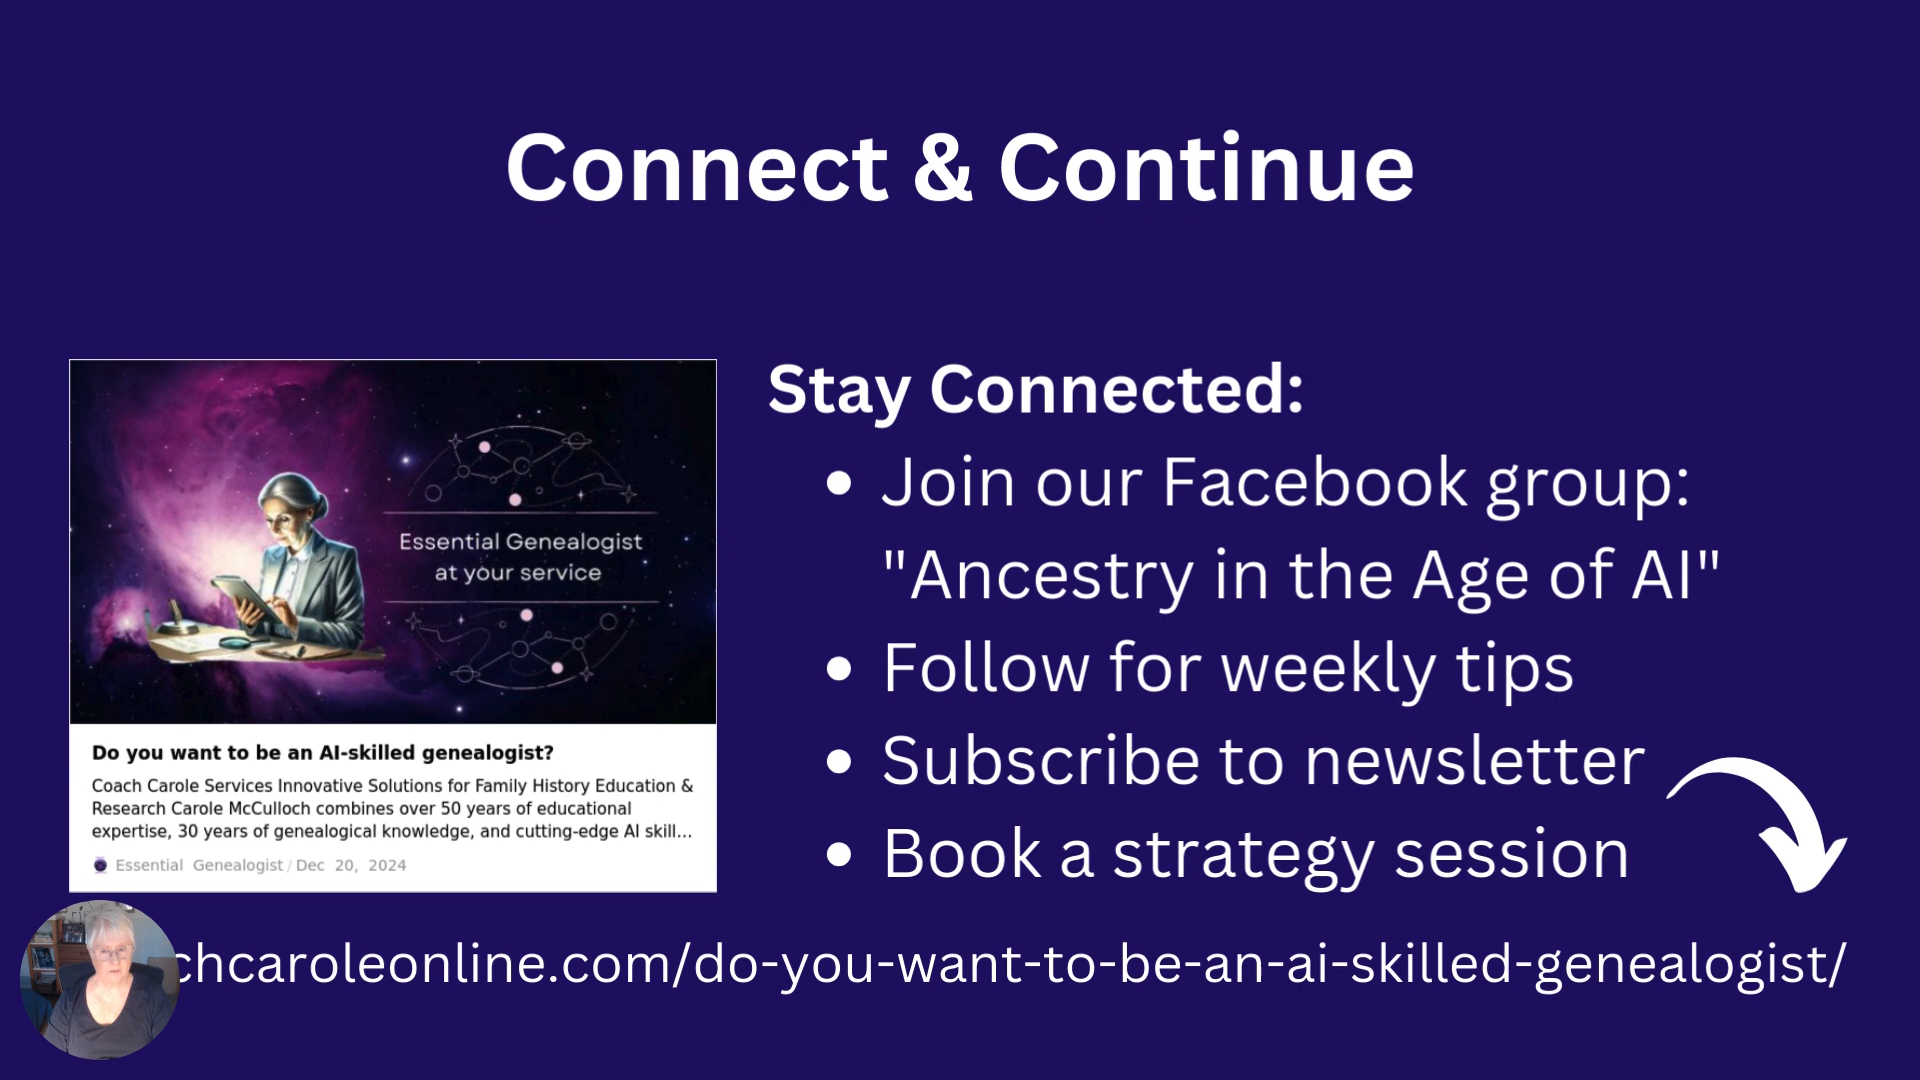 Connect & Continue
Essential Genealogist
at your service
Do you want to be an AI-skilled genealogist?
Coach Carole Services Innovative Solutions for Family History Education &
Research Carole McCulloch combines over 50 years of educational
expertise, 30 years of genealogical knowledge, and cutting-edge AI skill...
Essential Genealogist / Dec 20, 2024
Stay Connected:
• Join our Facebook group:
"Ancestry in the Age of AI"
• Follow for weekly tips
• Subscribe to newsletter
• Book a strategy session
chcaroleonline.com/do-you-want-to-be-an-ai-skilled-genealogist/